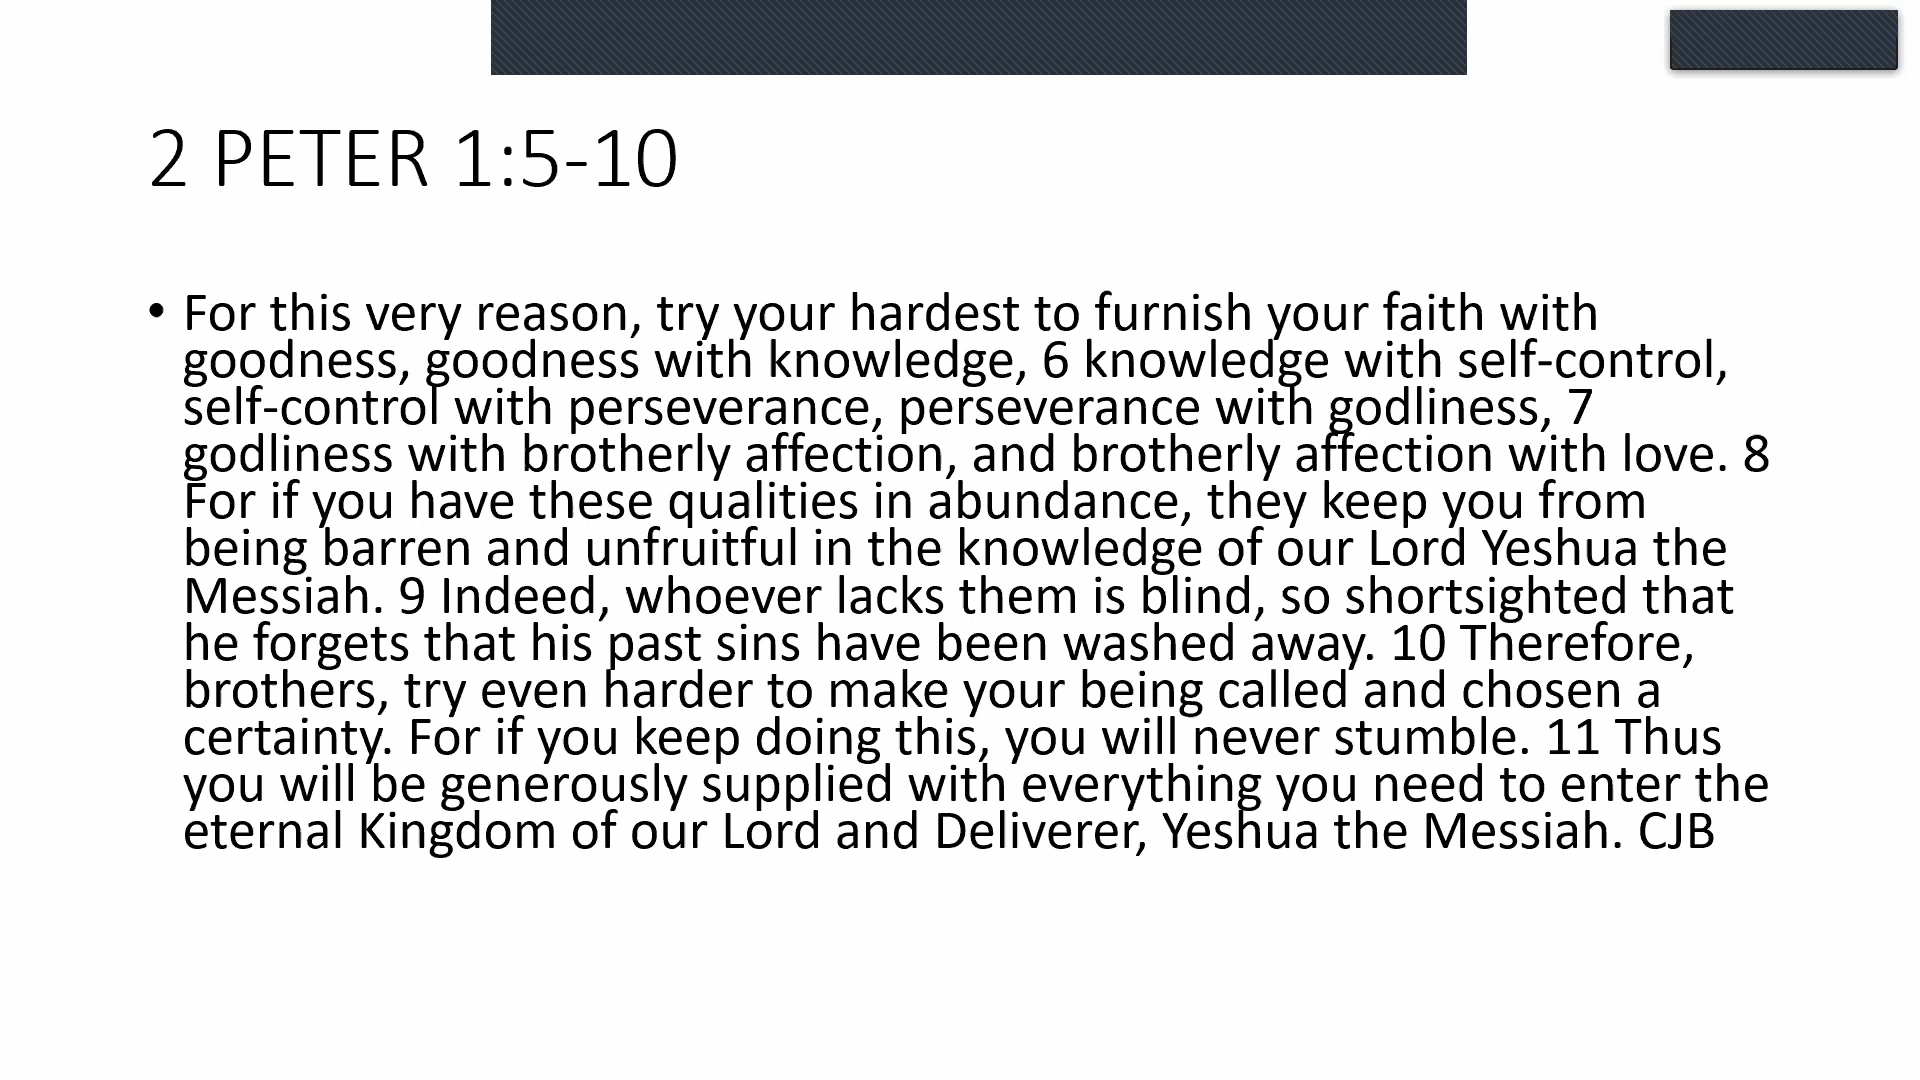 2 PETER 1:5-10
• For this very reason, try your hardest to furnish your faith with
goodness, goodness with knowledge, 6 knowledge with self-control,
self-control with perseverance, perseverance with godliness, 7
godliness with brotherly affection, and brotherly affection with love. 8
For if you have these qualities in abundance, they keep you from
being barren and unfruitful in the knowledge of our Lord Yeshua the
Messiah. 9 Indeed, whoever lacks them is blind, so shortsighted that
he forgets that his past sins have been washed away. 10 Therefore,
brothers, try even harder to make your being called and chosen a
certainty. For if you keep doing this, you will never stumble. 11 Thus
you will be generously supplied with everything you need to enter the
eternal Kingdom of our Lord and Deliverer, Yeshua the Messiah. CJB